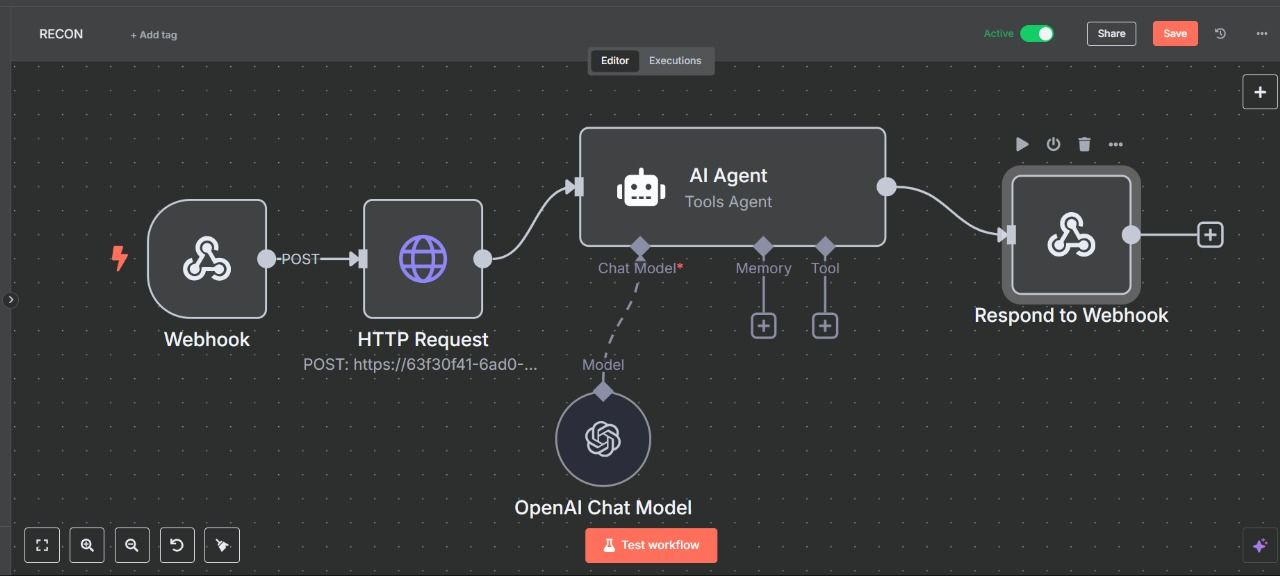 RECON
+ Add tag
Active
Share
Save
Editor
Executions
AI Agent
Tools Agent
POST
Chat Model*
Memory
Tool
Webhook
HTTP Request
POST: https://63f30f41-6ad0-...
Respond to Webhook
Model
OpenAI Chat Model
Test workflow